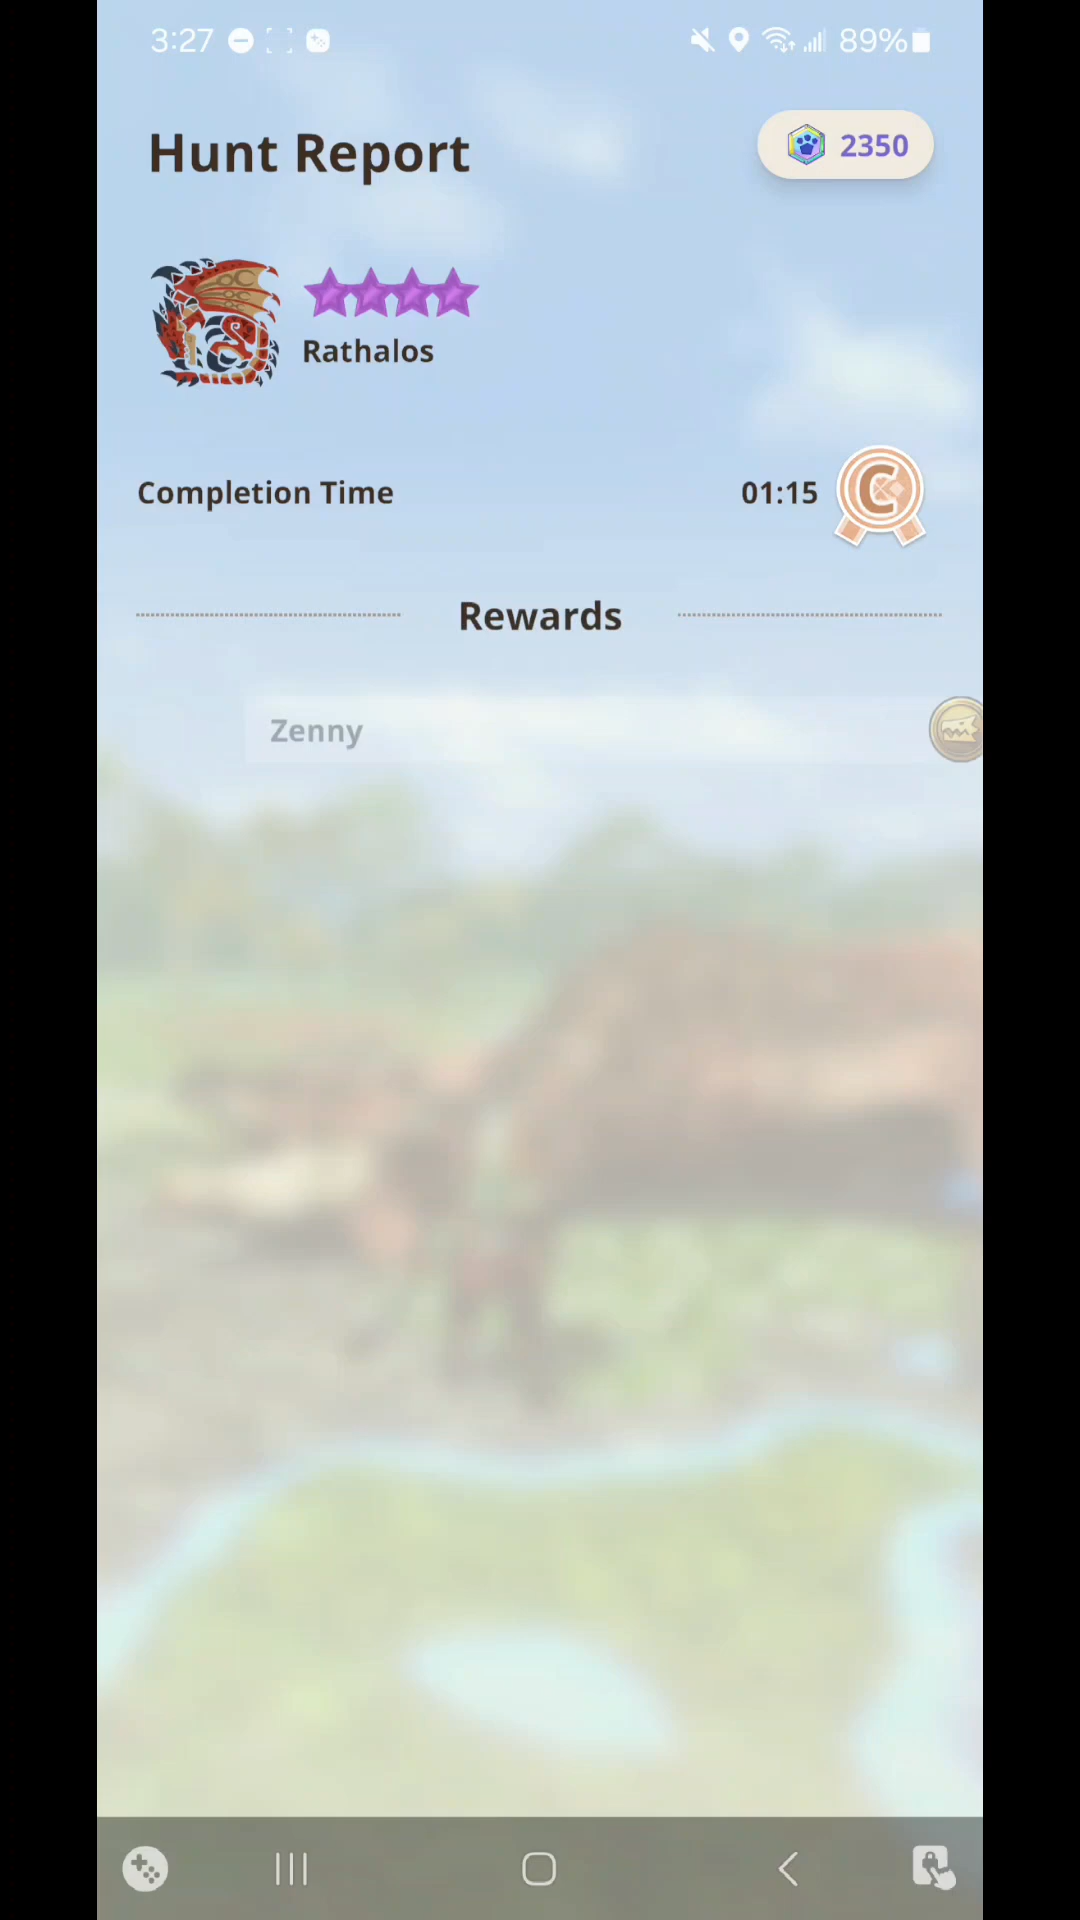 3:27
89%
Hunt Report
2350
Rathalos
Completion Time
01:15
C
Rewards
Zenny